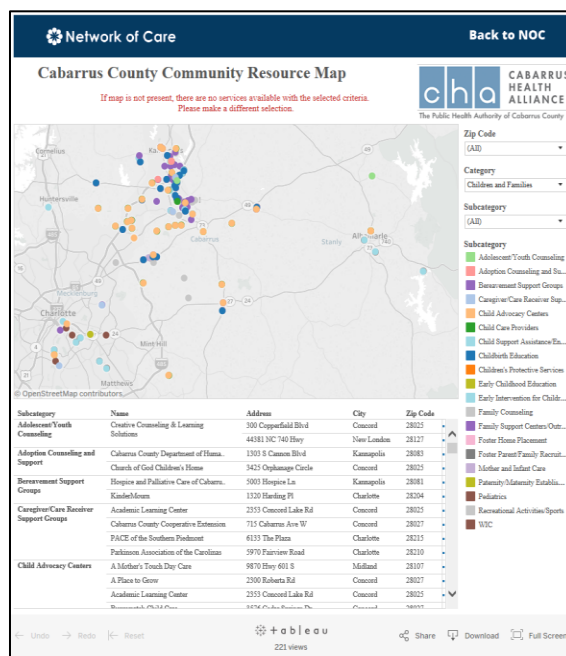 Network of Care
Back to NOC
Cabarrus County Community Resource Map
If map is not present, there are no services available with the selected criteria.
Please make a different selection.
cha
CABARRUS
HEALTH
ALLIANCE
The Public Health Authority of Cabarrus County
Zip Code
(All)
Category
Children and Families
Subcategory
(All)
Subcategory
Adolescent/Youth Counseling
Adoption Counseling and Su...
Bereavement Support Groups
Caregiver/Care Receiver Sup...
Child Advocacy Centers
Child Care Providers
Child Support Assistance/En...
Childbirth Education
Children's Protective Services
Early Childhood Education
Early Intervention for Childr...
Family Counseling
Family Support Centers/Outr...
Foster Home Placement
Foster Parent/Family Recruit...
Mother and Infant Care
Paternity/Maternity Establis...
Pediatrics
Recreational Activities/Sports
WIC
Cornelius
Huntersville
Cabarrus
Stanly
Mecklenburg
Charlotte
Mint Hill
Matthews
© OpenStreetMap contributors.
Subcategory Name Address City Zip Code
Adolescent/Youth Counseling Creative Counseling & Learning Solutions 300 Copperfield Blvd Concord 28025
44381 NC 740 Hwy New London 28127
Adoption Counseling and Support Cabarrus County Department of Huma.. 1303 S Cannon Blvd Kannapolis 28083
Church of God Children's Home 3425 Orphanage Circle Concord 28025
Bereavement Support Groups Hospice and Palliative Care of Cabarru.. 5003 Hospice Ln Kannapolis 28081
KinderMourn 1320 Harding Pl Charlotte 28204
Caregiver/Care Receiver Support Groups Academic Learning Center 2353 Concord Lake Rd Concord 28025
Cabarrus County Cooperative Extension 715 Cabarrus Ave W Concord 28027
PACE of the Southern Piedmont 6133 The Plaza Charlotte 28215
Parkinson Association of the Carolinas 5970 Fairview Road Charlotte 28210
Child Advocacy Centers A Mother's Touch Day Care 9870 Hwy 601 S Midland 28107
A Place to Grow 2300 Roberta Rd Concord 28027
Academic Learning Center 2353 Concord Lake Rd Concord 28025
Undo Redo Reset
+ableau
221 views
Share Download Full Screen